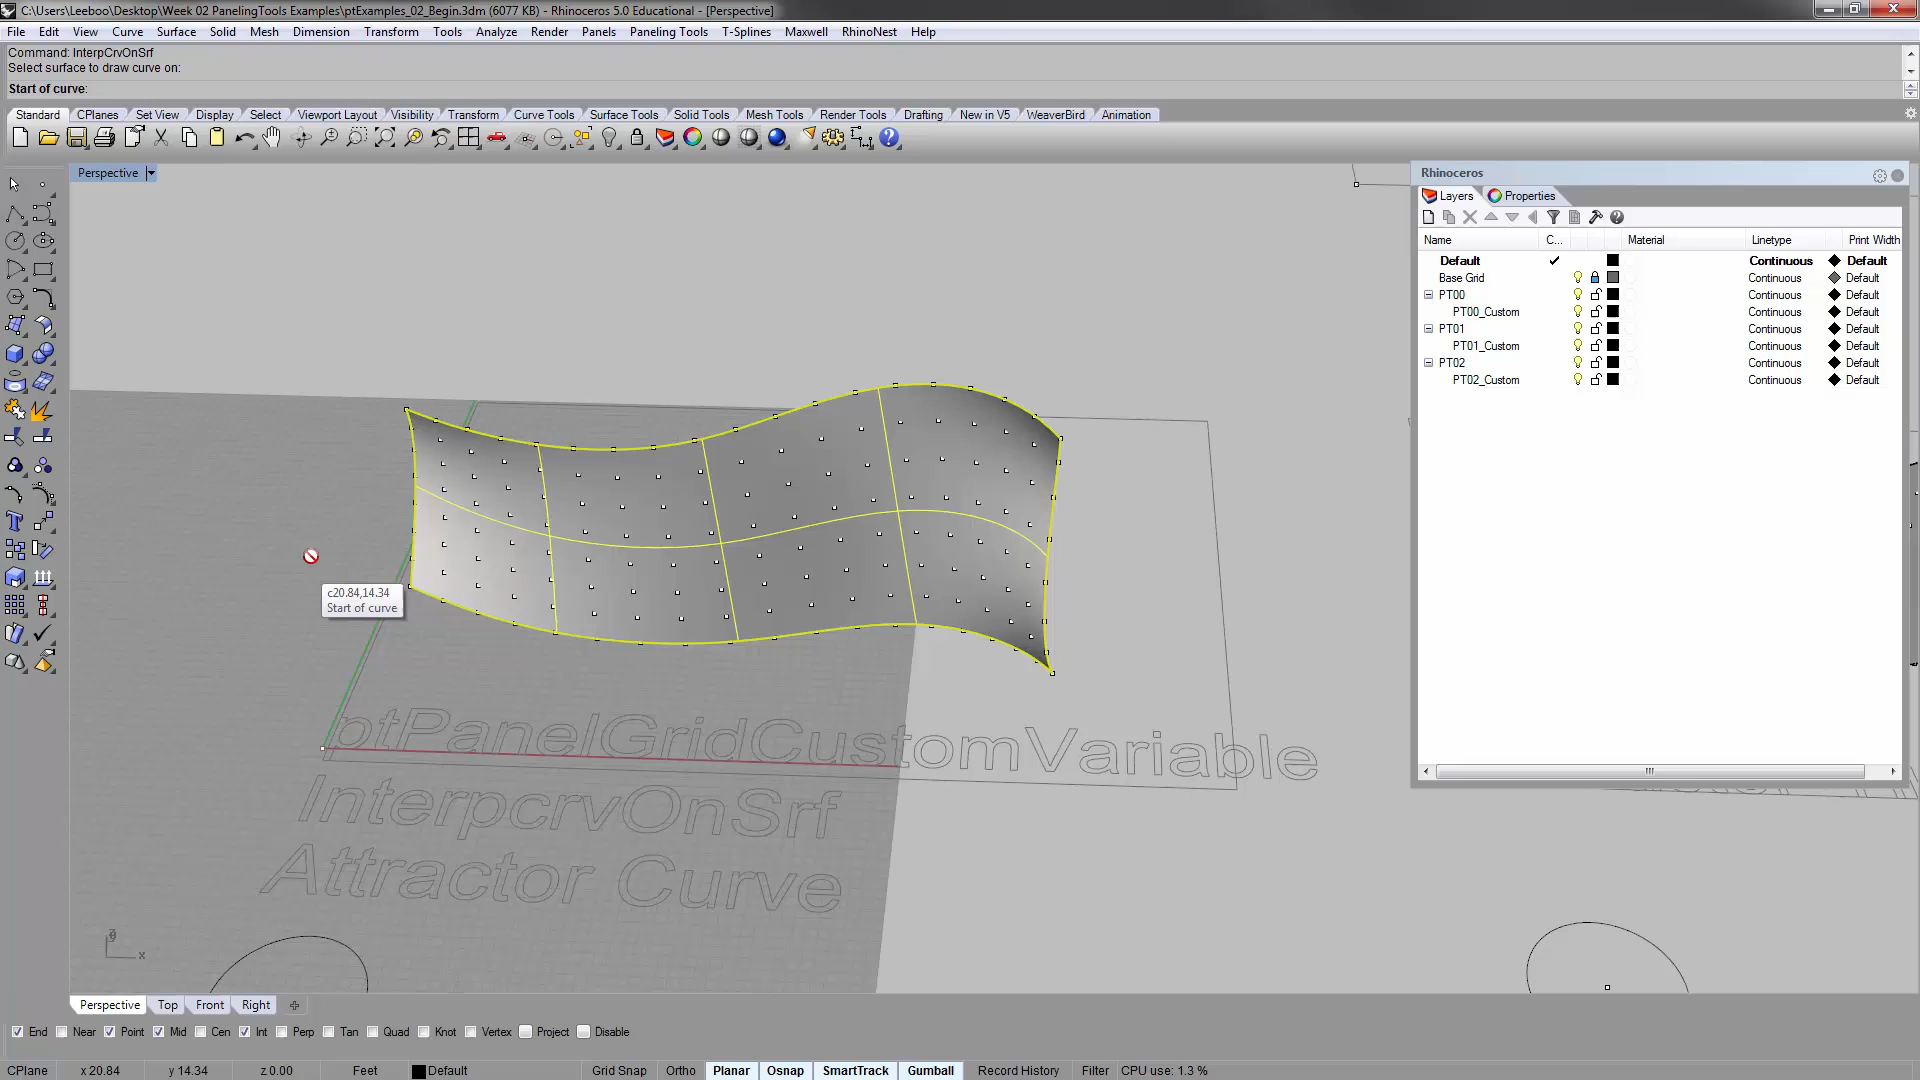 C:\Users\Leeboo\Desktop\Week 02 PanelingTools Examples\ptExamples_02_Begin.3dm (6077 KB) - Rhinoceros 5.0 Educational - [Perspective]
File Edit View Curve Surface Solid Mesh Dimension Transform Tools Analyze Render Panels Paneling Tools T-Splines Maxwell RhinoNest Help
Command: InterpCrvOnSrf
Select surface to draw curve on:
Start of curve:
Standard CPlanes Set View Display Select Viewport Layout Visibility Transform Curve Tools Surface Tools Solid Tools Mesh Tools Render Tools Drafting New in V5 WeaverBird Animation
Perspective
Rhinoceros
Layers Properties
Name C... Material Linetype Print Width
Default Continuous Default
Base Grid Continuous Default
PT00 Continuous Default
PT00_Custom Continuous Default
PT01 Continuous Default
PT01_Custom Continuous Default
PT02 Continuous Default
PT02_Custom Continuous Default
c20.84,14.34
Start of curve
ptPanelGridCustomVariable
InterpcrvOnSrf
Attractor Curve
x
Perspective Top Front Right
End Near Point Mid Cen Int Perp Tan Quad Knot Vertex Project Disable
CPlane x 20.84 y 14.34 z 0.00 Feet Default Grid Snap Ortho Planar Osnap SmartTrack Gumball Record History Filter CPU use: 1.3 %